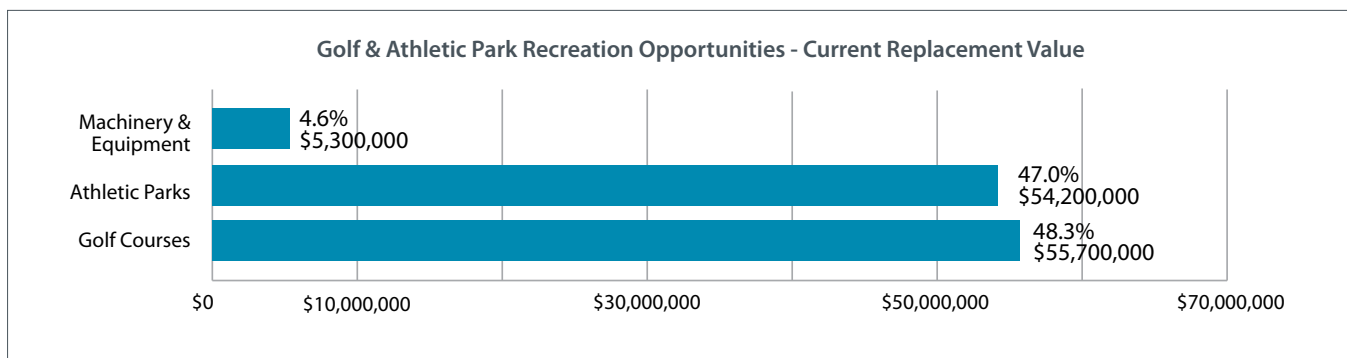 Golf & Athletic Park Recreation Opportunities - Current Replacement Value
Machinery &
Equipment
4.6%
$5,300,000
Athletic Parks
47.0%
$54,200,000
Golf Courses
48.3%
$55,700,000
$0
$10,000,000
$30,000,000
$50,000,000
$70,000,000